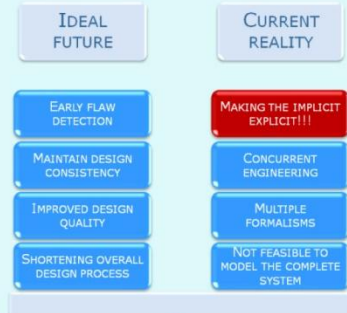 IDEAL
FUTURE
CURRENT
REALITY
EARLY FLAW
DETECTION
MAKING THE IMPLICIT
EXPLICIT!!!
MAINTAIN DESIGN
CONSISTENCY
CONCURRENT
ENGINEERING
IMPROVED DESIGN
QUALITY
MULTIPLE
FORMALISMS
SHORTENING OVERALL
DESIGN PROCESS
NOT FEASIBLE TO
MODEL THE COMPLETE
SYSTEM